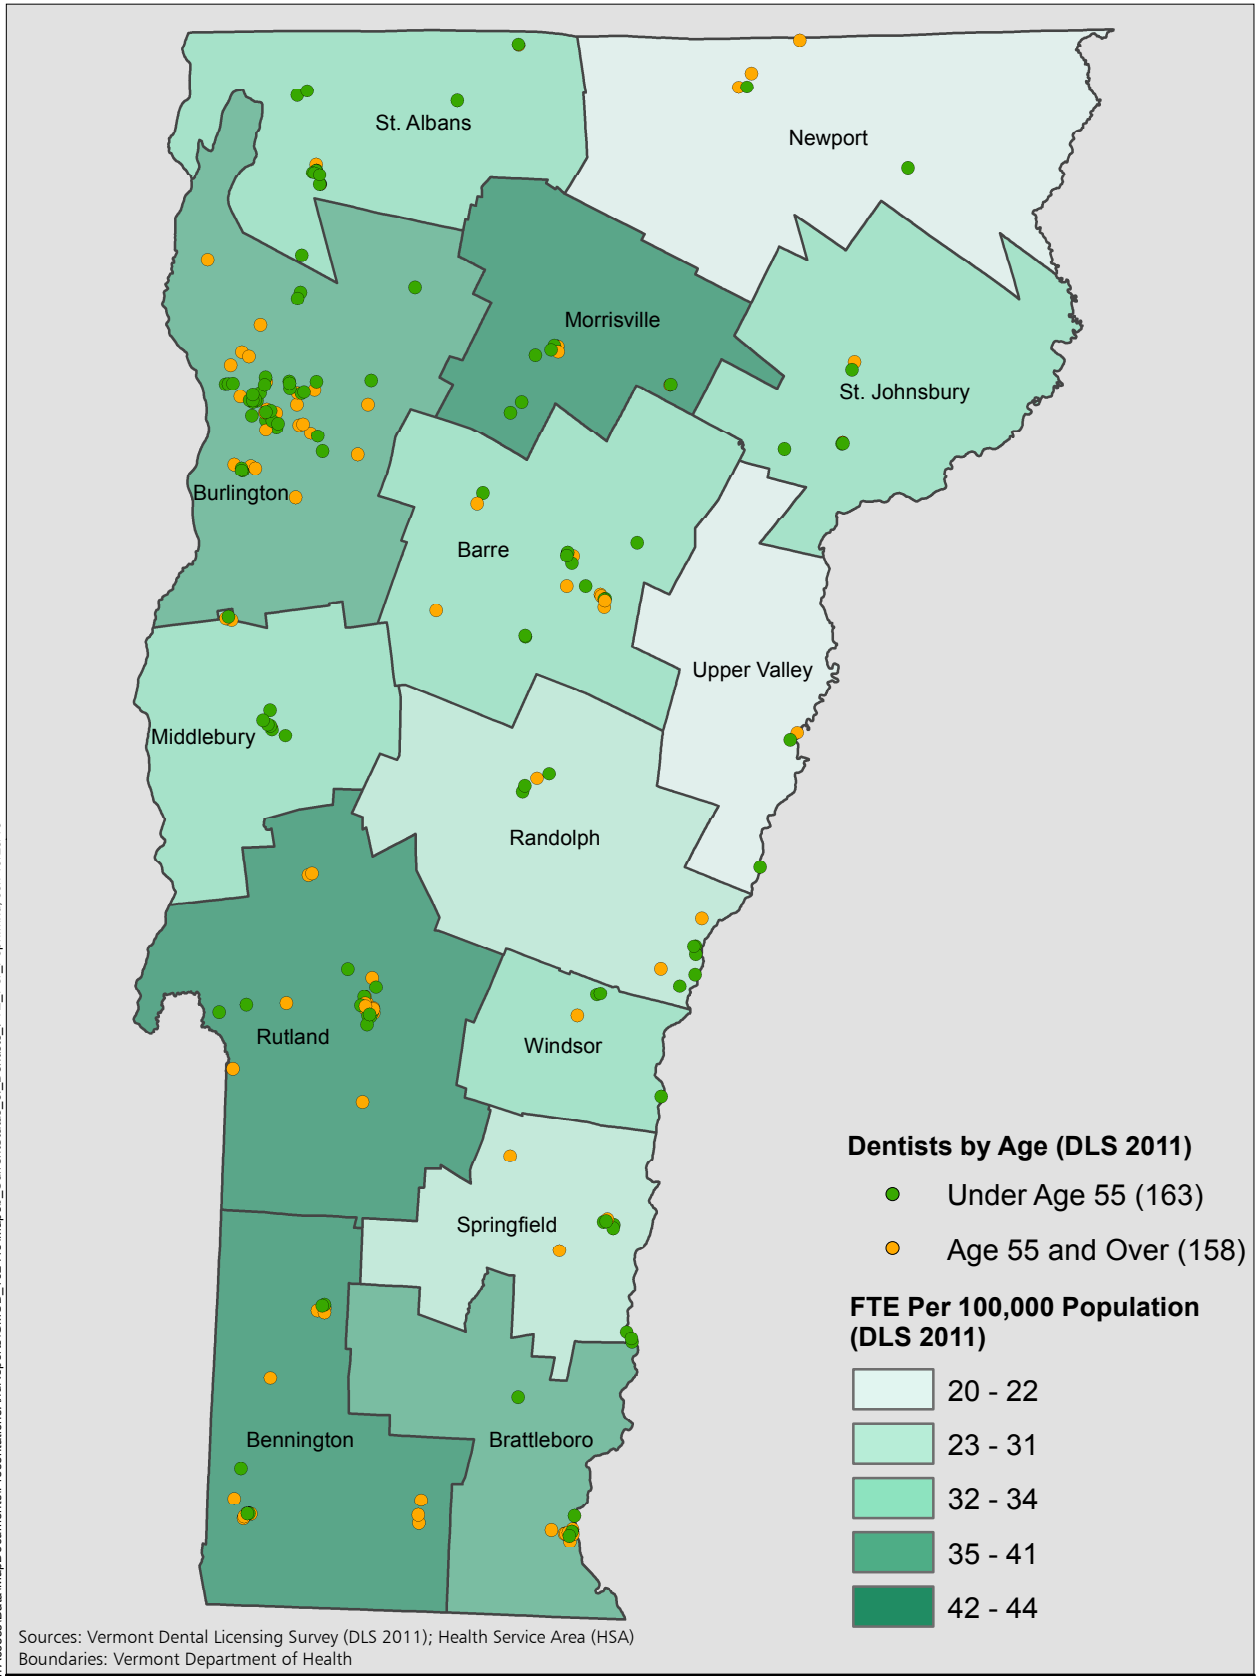 St. Albans
Newport
Morrisville
St. Johnsbury
Burlington
Barre
Upper Valley
Middlebury
Randolph
Rutland
Windsor
Springfield
Bennington
Brattleboro
Dentists by Age (DLS 2011)
Under Age 55 (163)
Age 55 and Over (158)
FTE Per 100,000 Population
(DLS 2011)
20 - 22
23 - 31
32 - 34
35 - 41
42 - 44
Sources: Vermont Dental Licensing Survey (DLS 2011); Health Service Area (HSA)
Boundaries: Vermont Department of Health